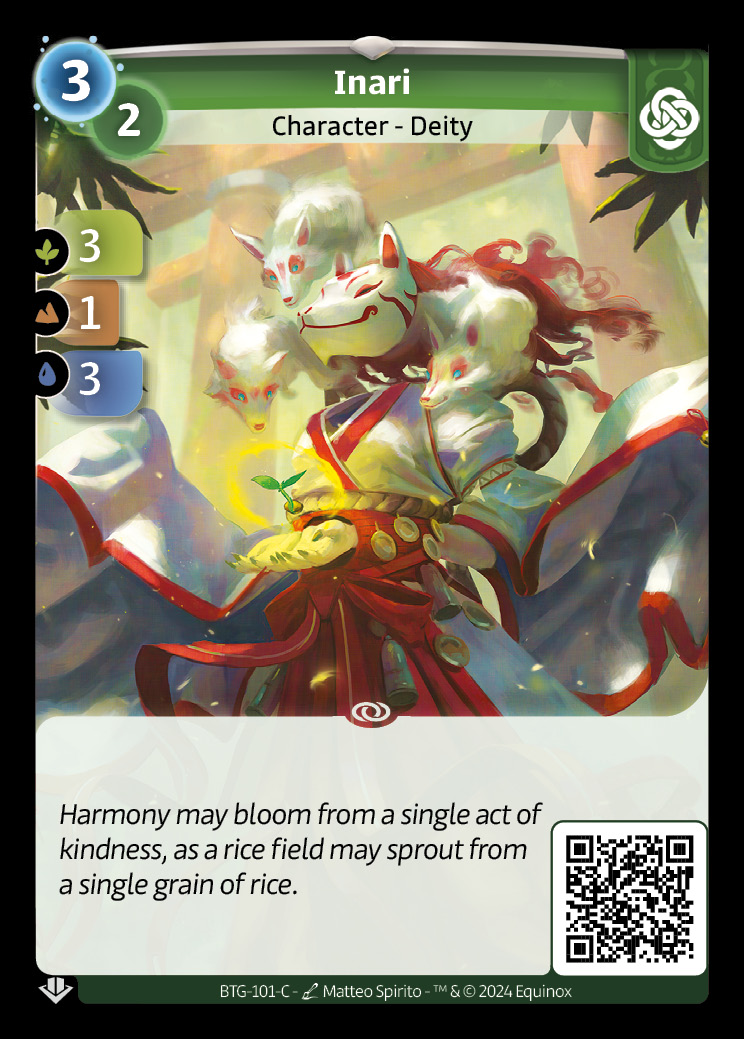 3
Inari
2
Character - Deity
3
1
3
Harmony may bloom from a single act of
kindness, as a rice field may sprout from
a single grain of rice.
BTG-101-C - Matteo Spirito - ™ & © 2024 Equinox